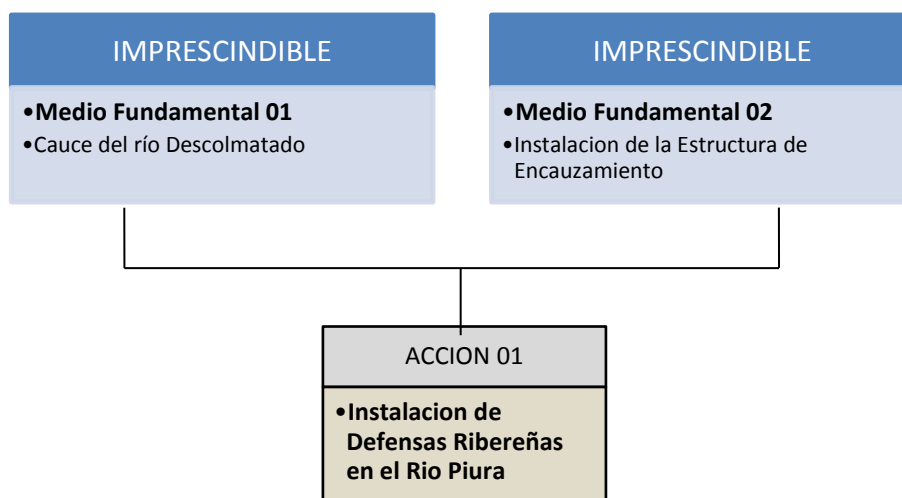 IMPRESCINDIBLE
•Medio Fundamental 01
•Cauce del río Descolmatado
IMPRESCINDIBLE
•Medio Fundamental 02
•Instalacion de la Estructura de
Encauzamiento
ACCION 01
•Instalacion de
Defensas Ribereñas
en el Rio Piura